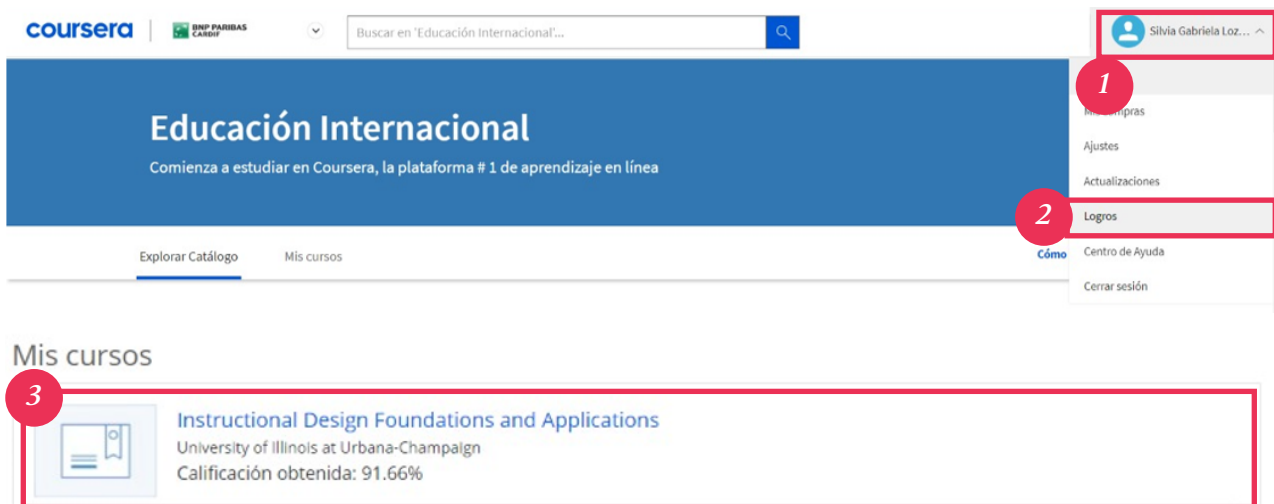 coursera
BNP PARIBAS
CARDIF
Buscar en 'Educación Internacional'...
Silvia Gabriela Loz...
1
Educación Internacional
Comienza a estudiar en Coursera, la plataforma # 1 de aprendizaje en línea
compras
Ajustes
Actualizaciones
2
Logros
Explorar Catálogo
Mis cursos
Cómo
Centro de Ayuda
Cerrar sesión
Mis cursos
3
Instructional Design Foundations and Applications
University of Illinois at Urbana-Champaign
Calificación obtenida: 91.66%